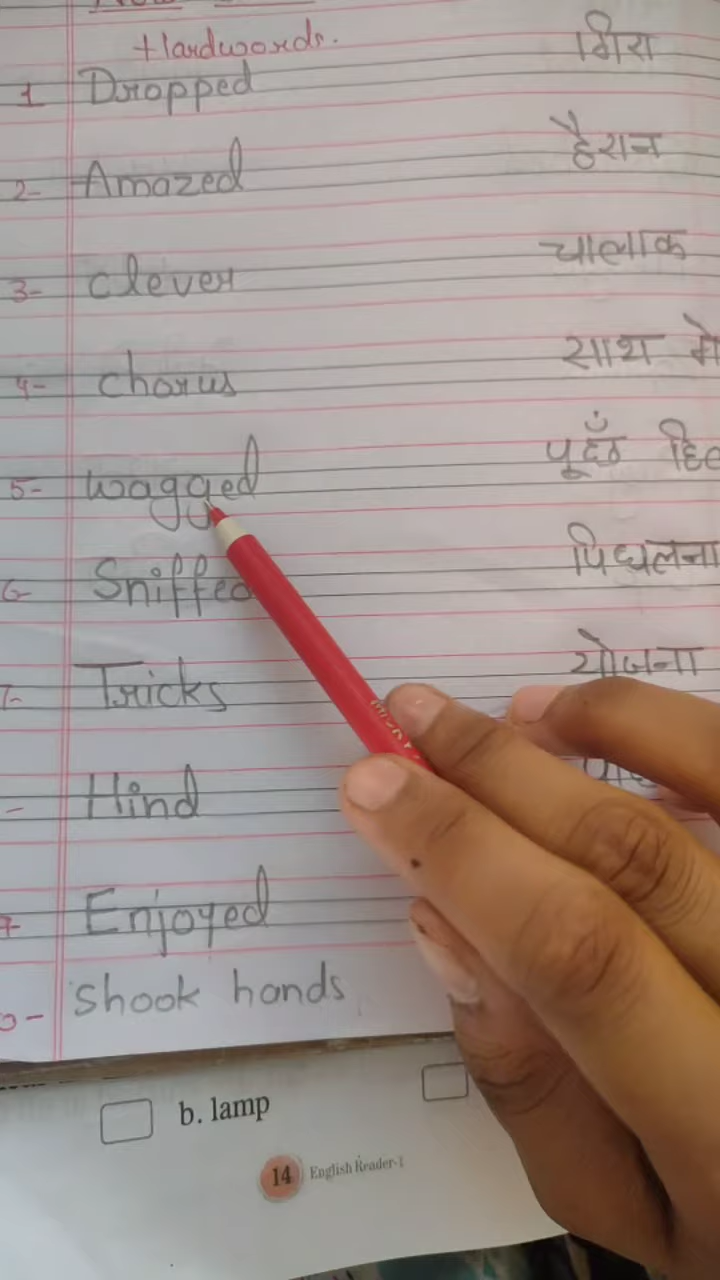 Hardwords.
1 Dropped गिरा
2- Amazed हैरान
3- clever चालाक
4- chorus साथ मे
5- wagged पूँछ
6- Sniffed पिघलना
7- Tricks योजना
- Hind
Enjoyed
0- Shook hands
b. lamp
14 English Reader-1